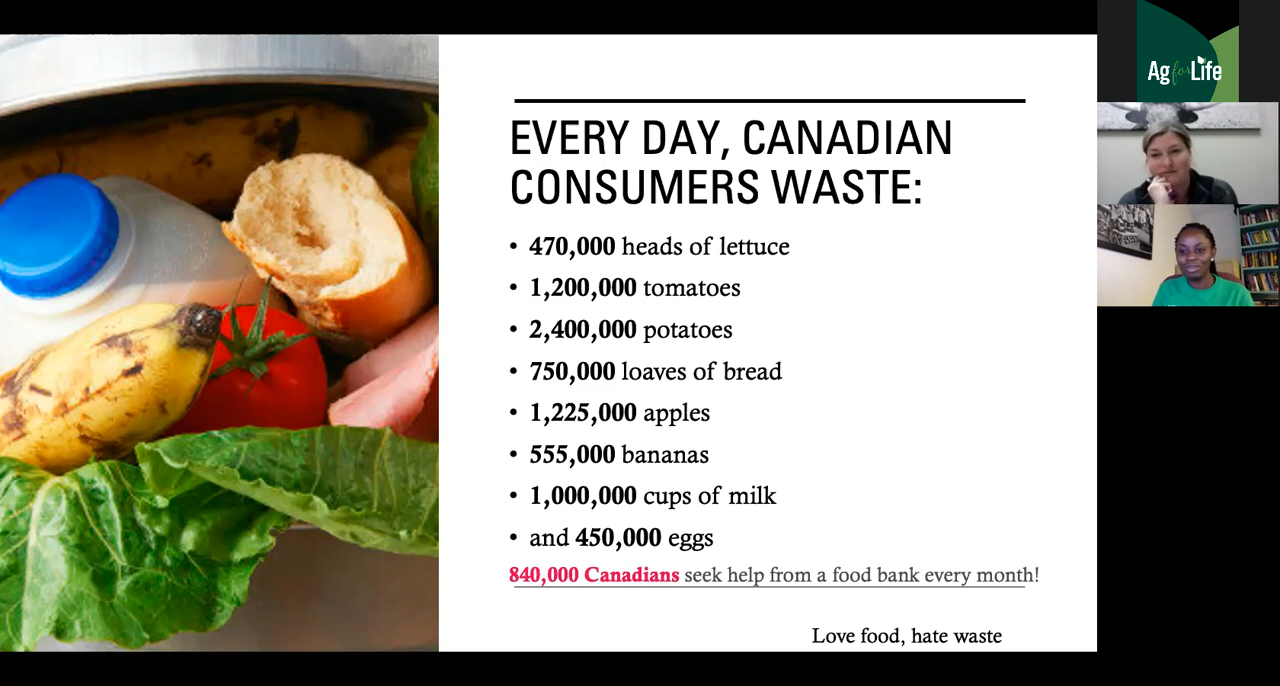 EVERY DAY, CANADIAN
CONSUMERS WASTE:
• 470,000 heads of lettuce
• 1,200,000 tomatoes
• 2,400,000 potatoes
• 750,000 loaves of bread
• 1,225,000 apples
• 555,000 bananas
• 1,000,000 cups of milk
• and 450,000 eggs
840,000 Canadians seek help from a food bank every month!
Love food, hate waste
Ag for Life